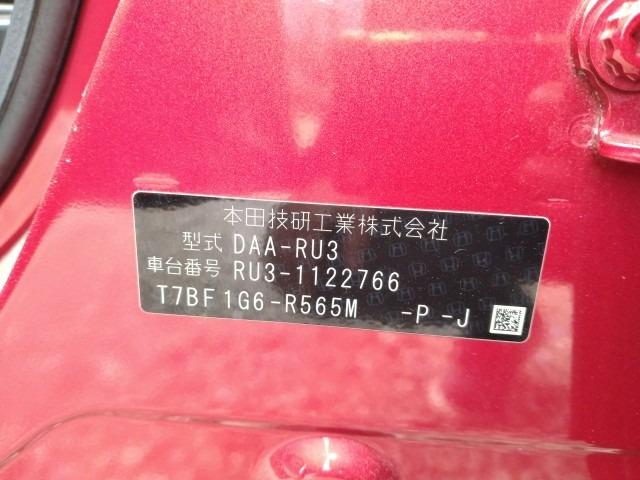 本田技研工業株式会社
型式 DAA-RU3
車台番号 RU3-1122766
T7BF1G6-R565M -P-J